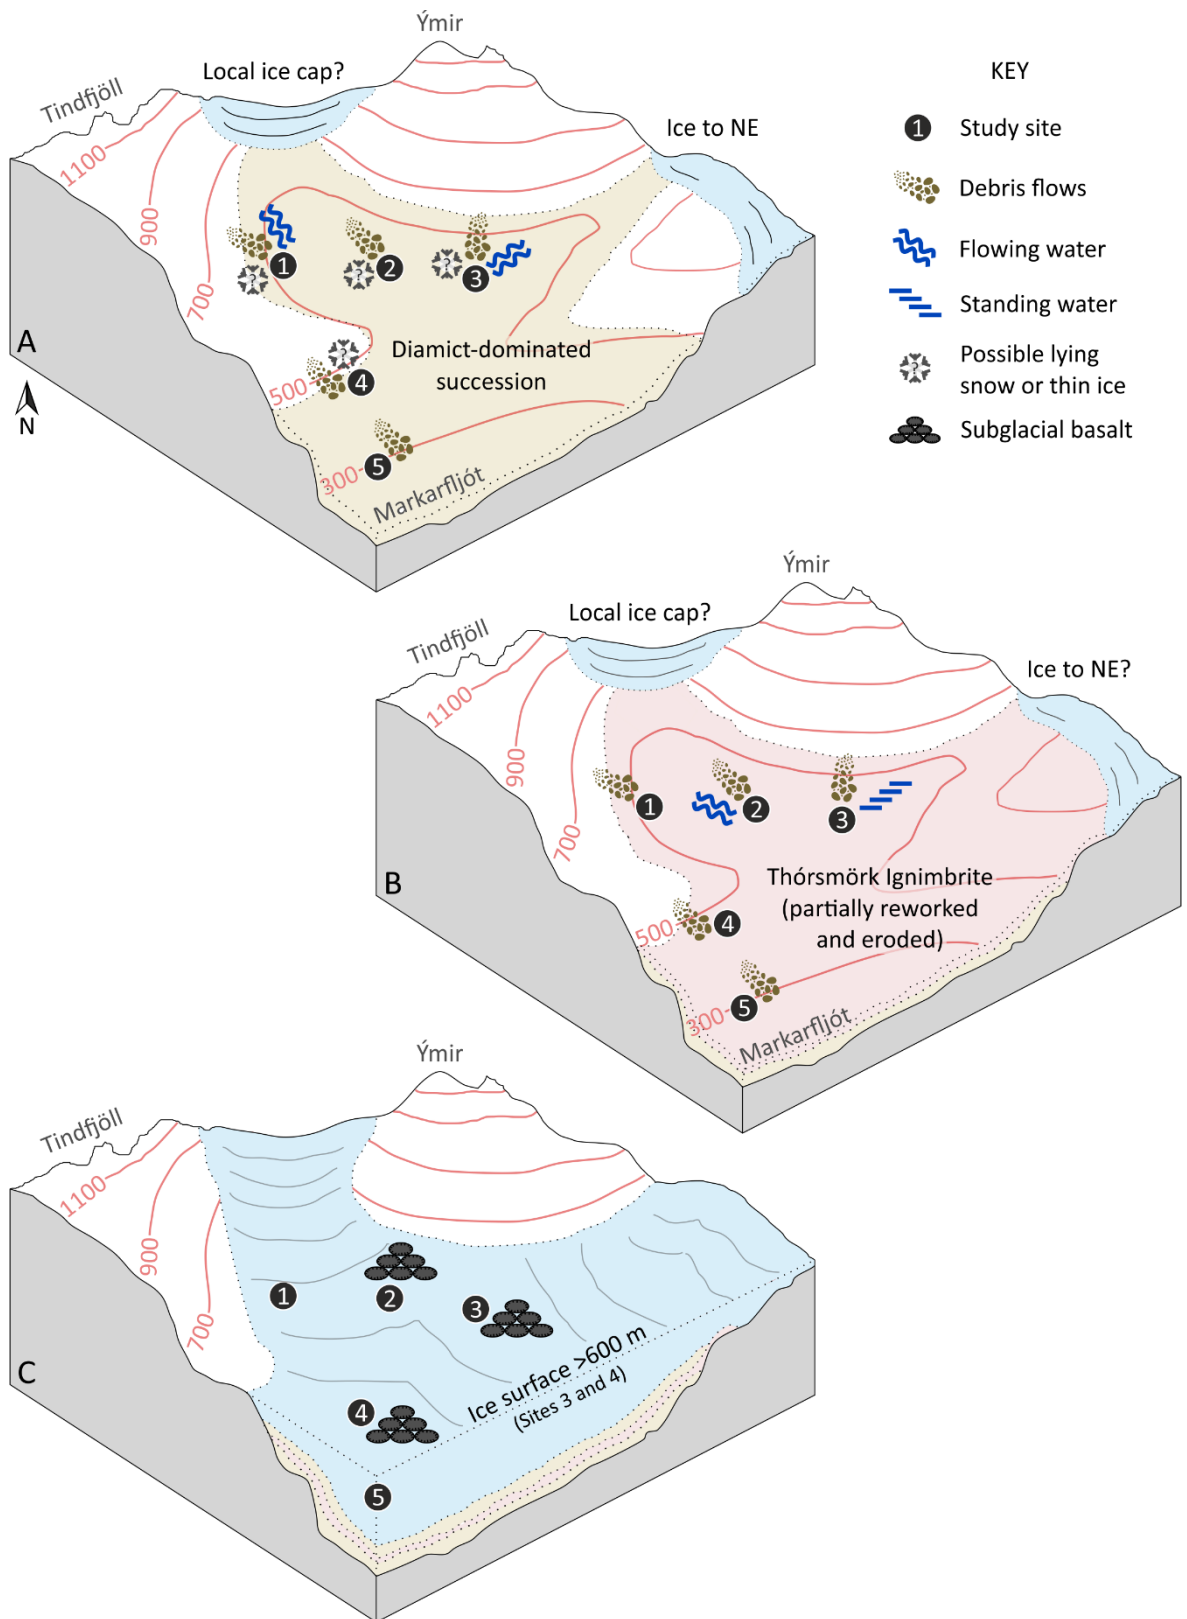 Ýmir
Local ice cap?
Tindfjöll
Ice to NE
1100
900
700
1
2
3
?
?
?
?
4
500
Diamict-dominated
succession
5
300
Markarfljót
A
N
KEY
1 Study site
Debris flows
Flowing water
Standing water
? Possible lying
snow or thin ice
Subglacial basalt
Ýmir
Local ice cap?
Tindfjöll
Ice to NE?
1100
900
700
1
2
3
B
4
500
Thórsmörk Ignimbrite
(partially reworked
and eroded)
5
300
Markarfljót
Ýmir
Tindfjöll
1100
900
700
1
2
3
C
4
Ice surface >600 m
(Sites 3 and 4)
5